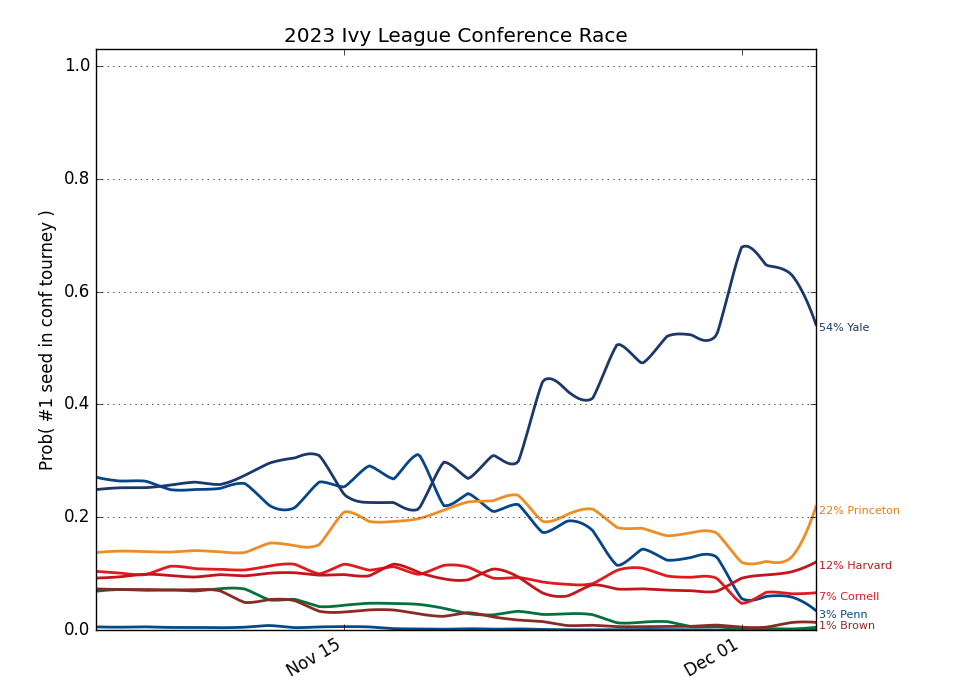 2023 Ivy League Conference Race
Prob( #1 seed in conf tourney )
1.0
0.8
0.6
0.4
0.2
0.0
Nov 15
Dec 01
54% Yale
22% Princeton
12% Harvard
7% Cornell
3% Penn
1% Brown